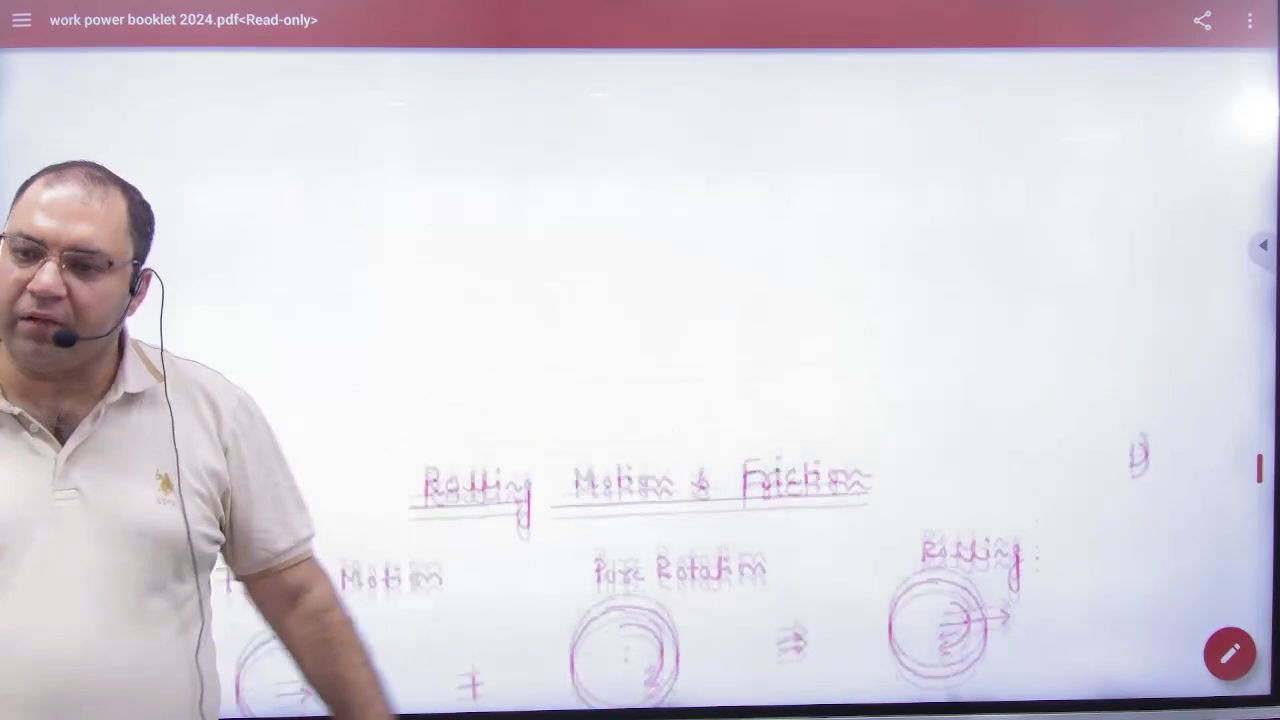 work power booklet 2024.pdf<Read-only>
Rolling Motion & Friction
Motion Pure Rotation Rolling :
+ ⇒